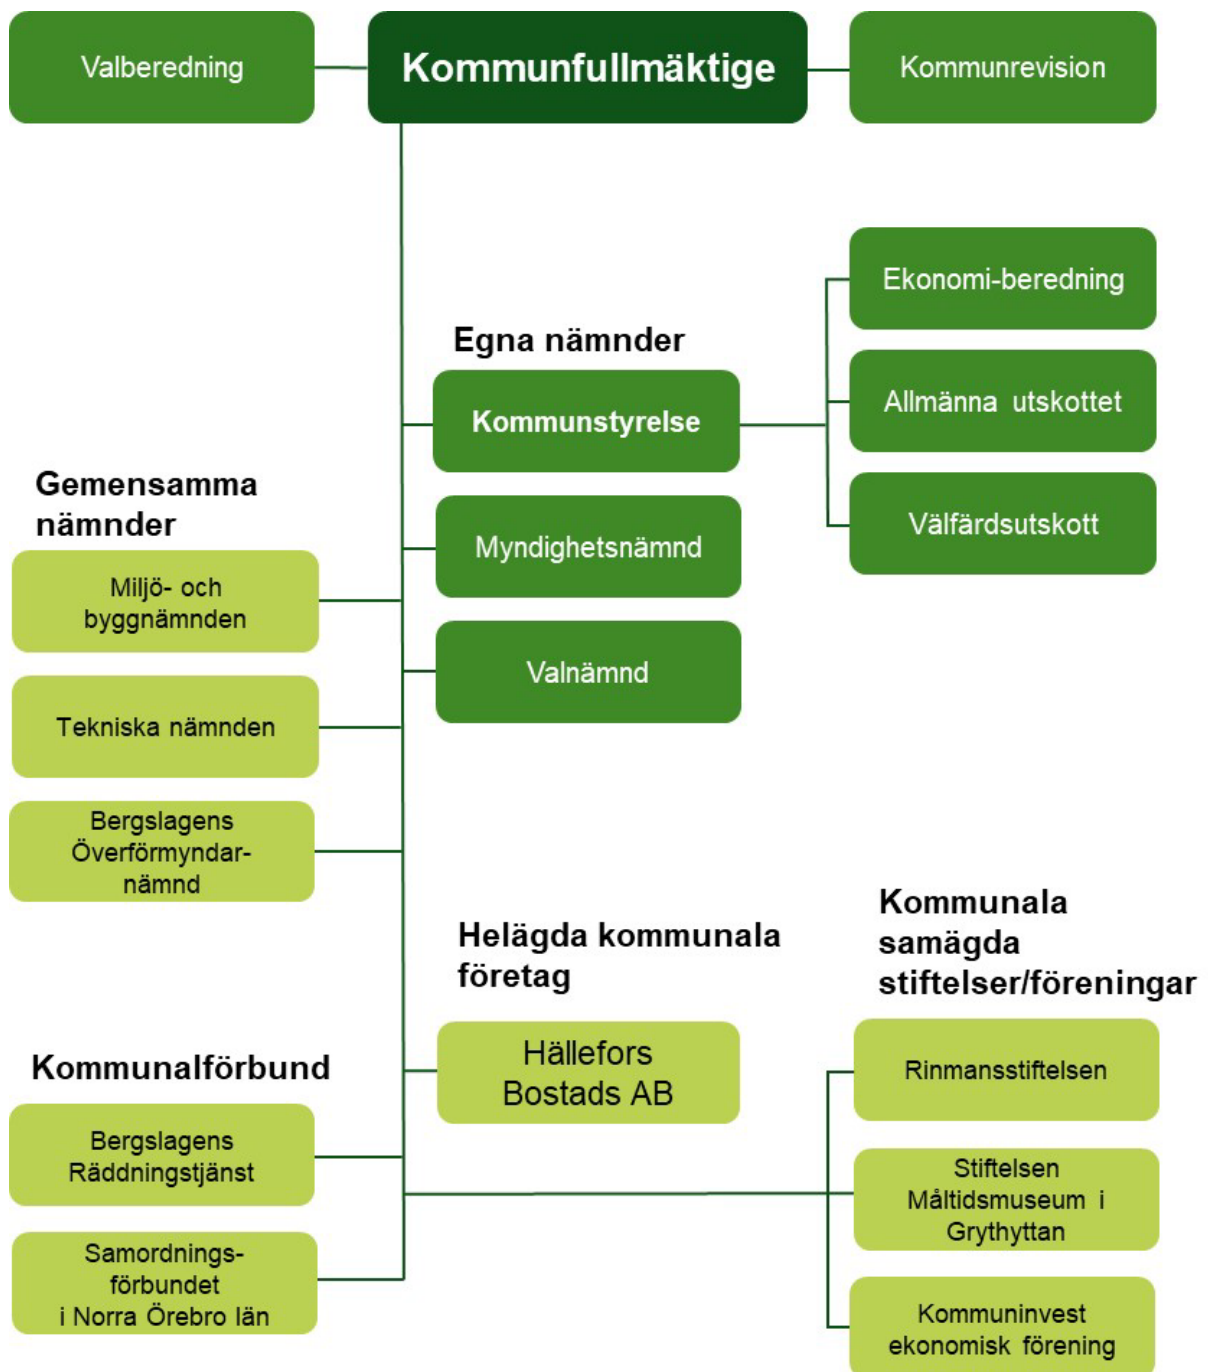 Valberedning
Kommunfullmäktige
Kommunrevision
Ekonomi-beredning
Allmänna utskottet
Välfärdsutskott
Egna nämnder
Kommunstyrelse
Myndighetsnämnd
Valnämnd
Gemensamma
nämnder
Miljö- och
byggnämnden
Tekniska nämnden
Bergslagens
Överförmyndar-
nämnd
Helägda kommunala
företag
Hällefors
Bostads AB
Kommunala
samägda
stiftelser/föreningar
Rinmansstiftelsen
Stiftelsen
Måltidsmuseum i
Grythyttan
Kommuninvest
ekonomisk förening
Kommunalförbund
Bergslagens
Räddningstjänst
Samordnings-
förbundet
i Norra Örebro län